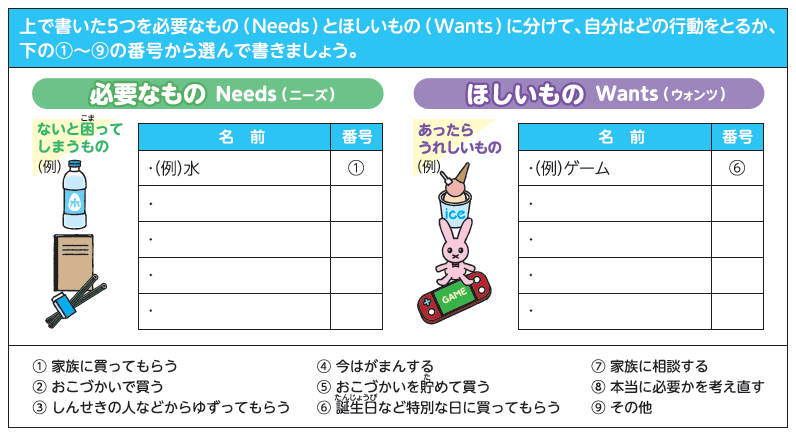 上で書いた5つを必要なもの（Needs）とほしいもの（Wants）に分けて、自分はどの行動をとるか、
下の①〜⑨の番号から選んで書きましょう。
必要なもの Needs（ニーズ）
ないと困って
こま
しまうもの
(例)
水
名 前 番号
・(例)水 ①
・
・
・
・
ほしいもの Wants（ウォンツ）
あったら
うれしいもの
(例)
ice
GAME
名 前 番号
・(例)ゲーム ⑥
・
・
・
・
① 家族に買ってもらう
② おこづかいで買う
③ しんせきの人などからゆずってもらう
④ 今はがまんする
⑤ おこづかいを貯めて買う
た
⑥ 誕生日など特別な日に買ってもらう
たんじょうび
⑦ 家族に相談する
⑧ 本当に必要かを考え直す
⑨ その他